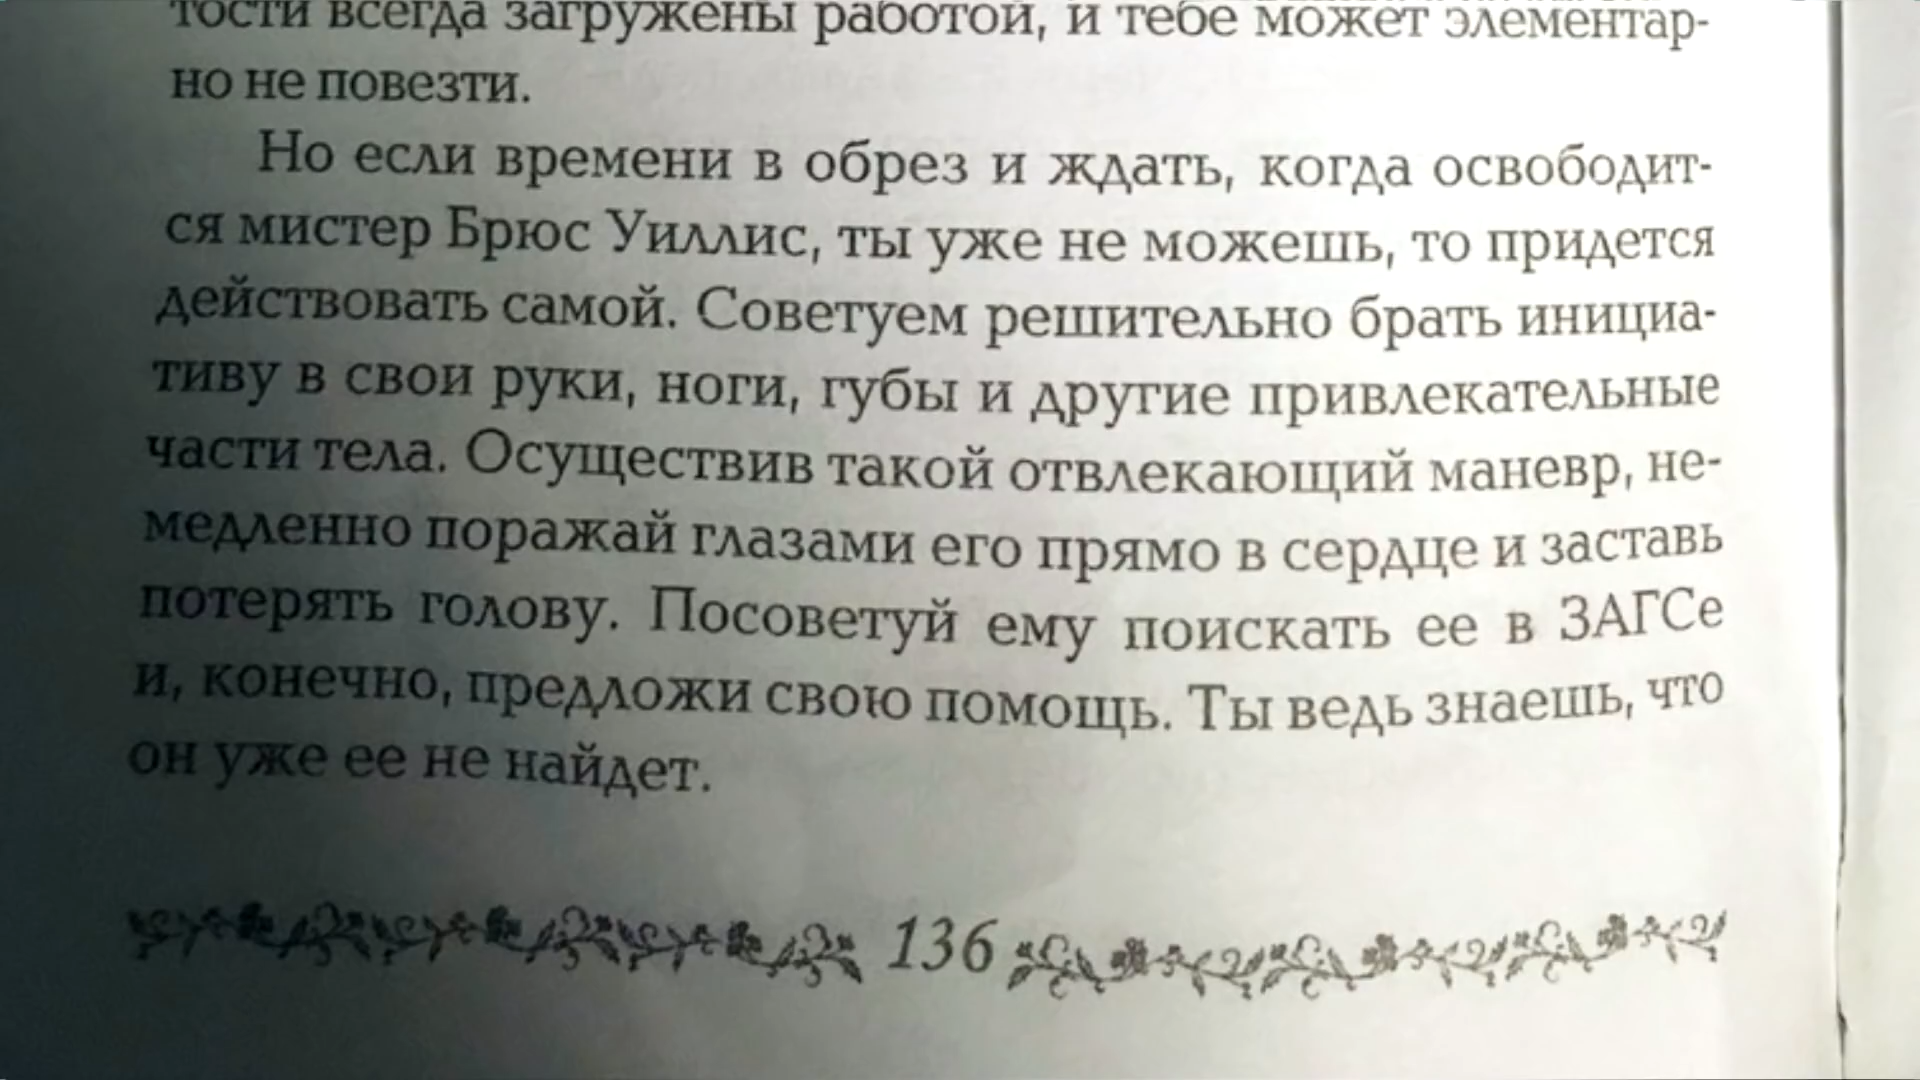 тости всегда загружены работой, и тебе может элементар-
но не повезти.
Но если времени в обрез и ждать, когда освободит-
ся мистер Брюс Уиллис, ты уже не можешь, то придется
действовать самой. Советуем решительно брать инициа-
тиву в свои руки, ноги, губы и другие привлекательные
части тела. Осуществив такой отвлекающий маневр, не-
медленно поражай глазами его прямо в сердце и заставь
потерять голову. Посоветуй ему поискать ее в ЗАГСе
и, конечно, предложи свою помощь. Ты ведь знаешь, что
он уже ее не найдет.
136